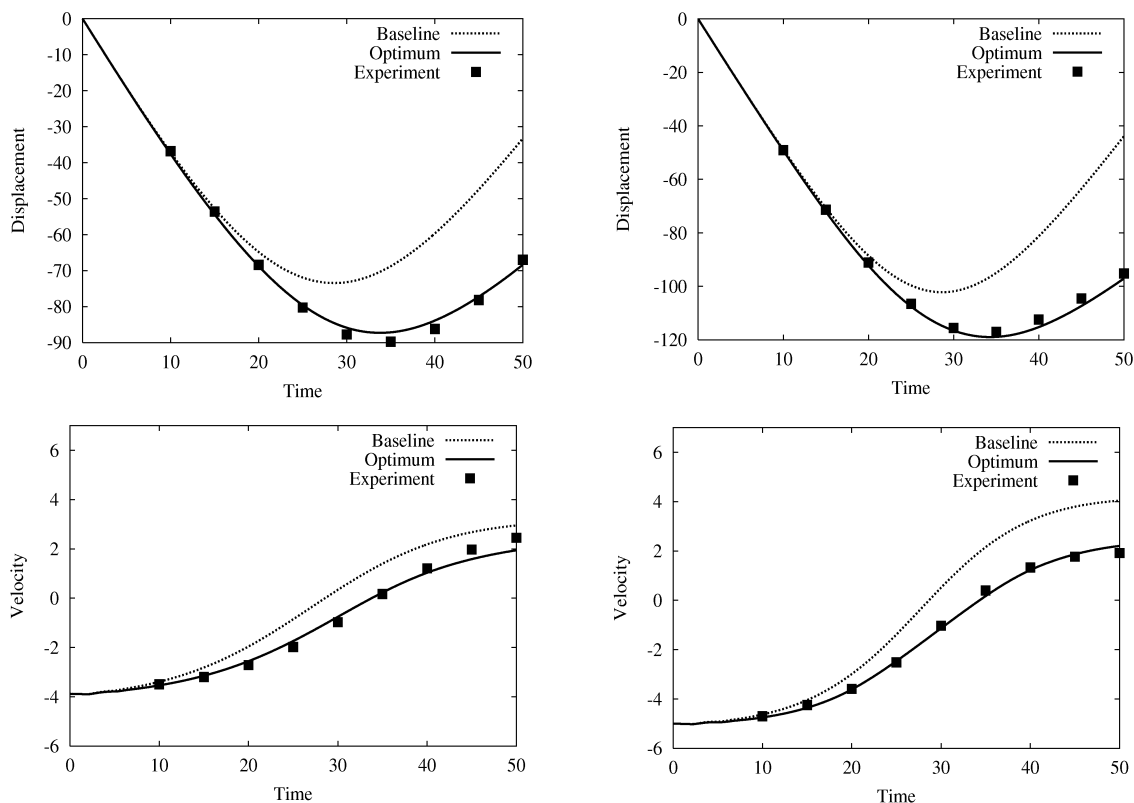 0
-10
-20
-30
-40
-50
-60
-70
-80
-90
0 10 20 30 40 50
Displacement
Time
Baseline
Optimum
Experiment
0
-20
-40
-60
-80
-100
-120
0 10 20 30 40 50
Displacement
Time
Baseline
Optimum
Experiment
6
4
2
0
-2
-4
-6
0 10 20 30 40 50
Velocity
Time
Baseline
Optimum
Experiment
6
4
2
0
-2
-4
-6
0 10 20 30 40 50
Velocity
Time
Baseline
Optimum
Experiment